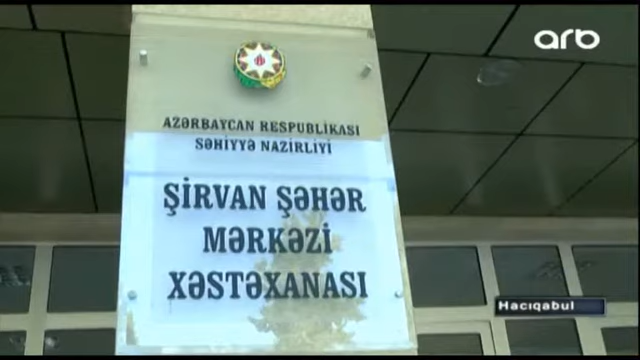 arb
AZƏRBAYCAN RESPUBLİKASI
SƏHİYYƏ NAZİRLİYİ
ŞİRVAN ŞƏHƏR
MƏRKƏZİ
XƏSTƏXANASI
Hacıqabul